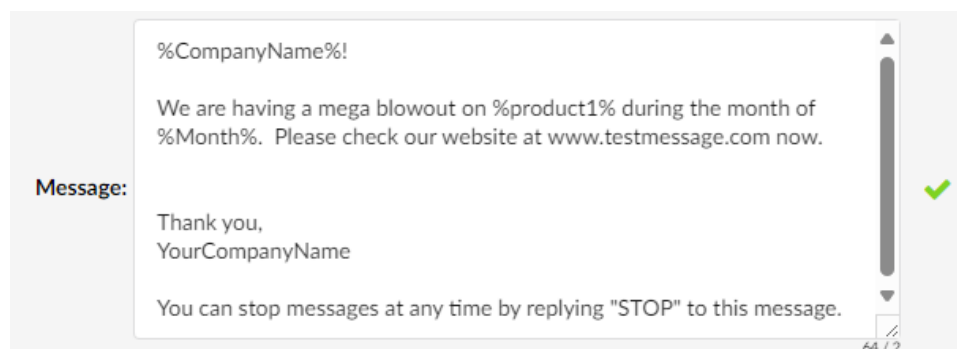 %CompanyName%!
We are having a mega blowout on %product1% during the month of
%Month%.  Please check our website at www.testmessage.com now.
Message:
Thank you,
YourCompanyName
You can stop messages at any time by replying "STOP" to this message.
64 / 2